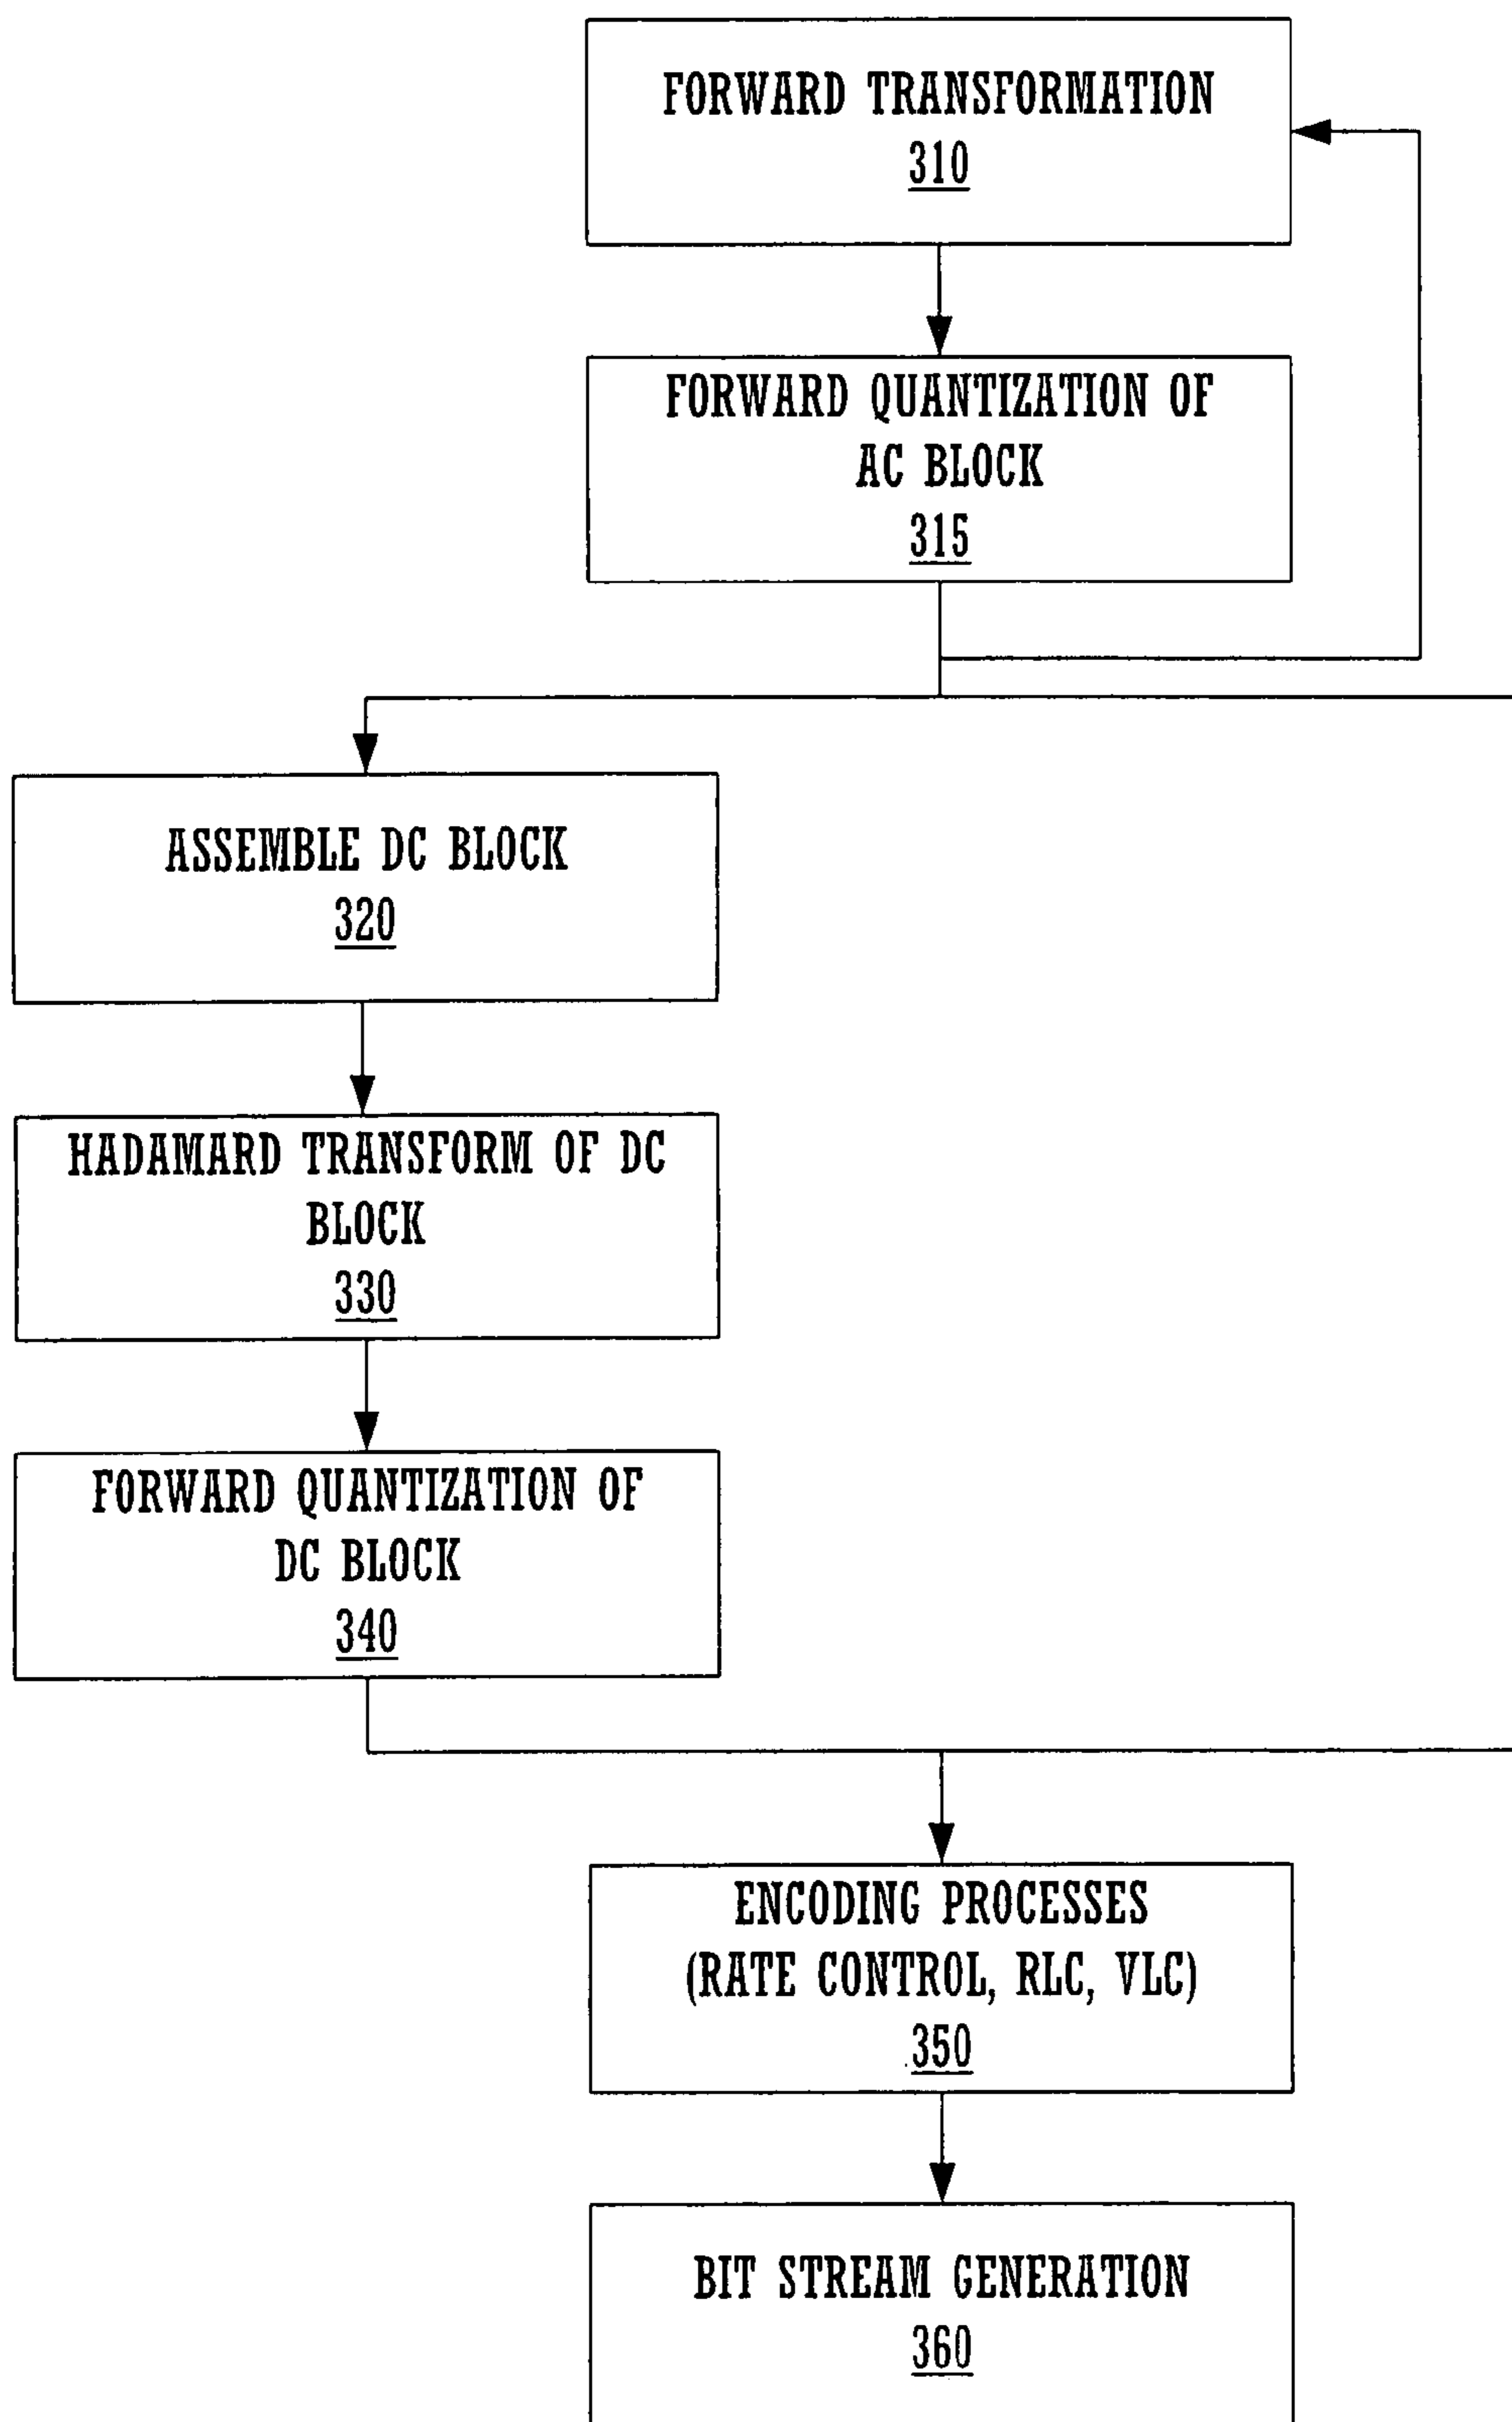 FORWARD TRANSFORMATION
310
FORWARD QUANTIZATION OF
AC BLOCK
315
ASSEMBLE DC BLOCK
320
HADAMARD TRANSFORM OF DC
BLOCK
330
FORWARD QUANTIZATION OF
DC BLOCK
340
ENCODING PROCESSES
(RATE CONTROL, RLC, VLC)
350
BIT STREAM GENERATION
360